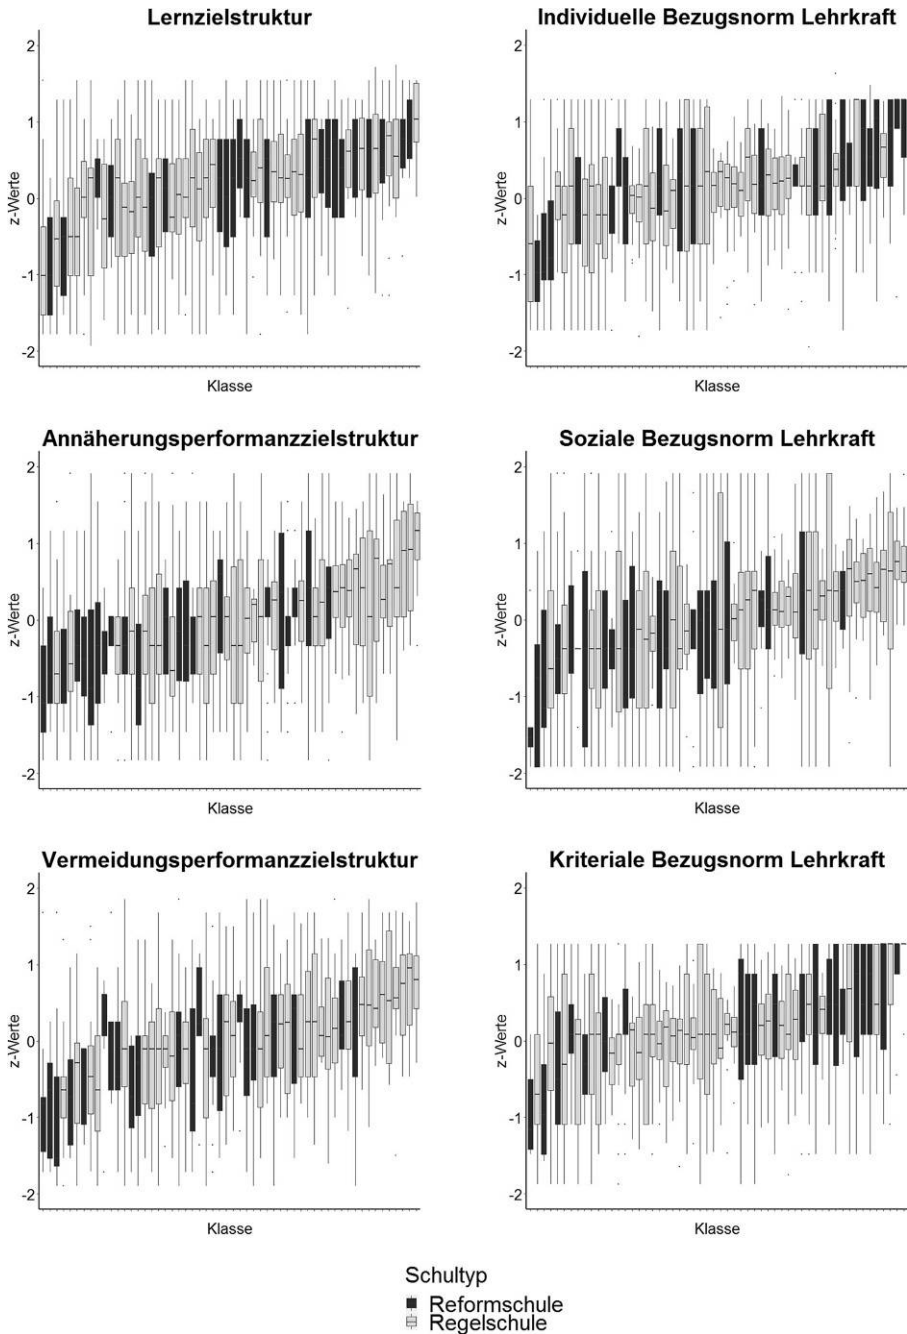 Lernzielstruktur
2
1
0
-1
-2
z-Werte
Klasse
Individuelle Bezugsnorm Lehrkraft
2
1
0
-1
-2
z-Werte
Klasse
Annäherungsperformanzzielstruktur
2
1
0
-1
-2
z-Werte
Klasse
Soziale Bezugsnorm Lehrkraft
2
1
0
-1
-2
z-Werte
Klasse
Vermeidungsperformanzzielstruktur
2
1
0
-1
-2
z-Werte
Klasse
Kriteriale Bezugsnorm Lehrkraft
2
1
0
-1
-2
z-Werte
Klasse
Schultyp
Reformschule
Regelschule